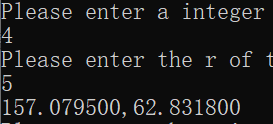 Please enter a integer
4
Please enter the r of t
5
157.079500,62.831800